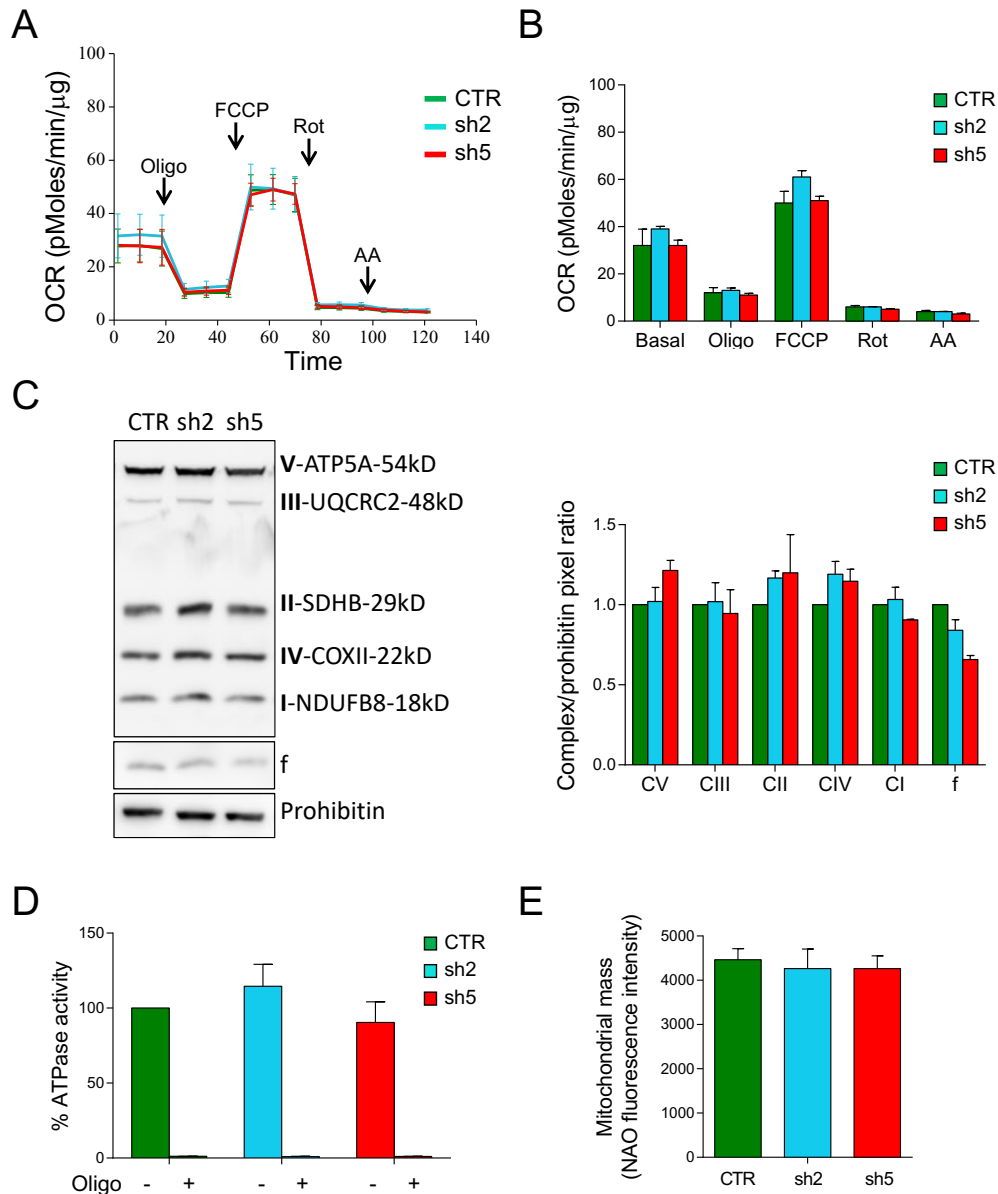 A
OCR (pMoles/min/μg)
100
80
60
40
20
0
0 20 40 60 80 100 120 140
Time
Oligo
FCCP
Rot
AA
CTR
sh2
sh5
B
OCR (pMoles/min/μg)
100
80
60
40
20
0
Basal Oligo FCCP Rot AA
CTR
sh2
sh5
C
CTR sh2 sh5
V-ATP5A-54kD
III-UQCRC2-48kD
II-SDHB-29kD
IV-COXII-22kD
I-NDUFB8-18kD
f
Prohibitin
Complex/prohibitin pixel ratio
1.5
1.0
0.5
0.0
CV CIII CII CIV CI f
CTR
sh2
sh5
D
% ATPase activity
150
100
50
0
Oligo - + - + - +
CTR
sh2
sh5
E
Mitochondrial mass
(NAO fluorescence intensity)
5000
4000
3000
2000
1000
0
CTR sh2 sh5